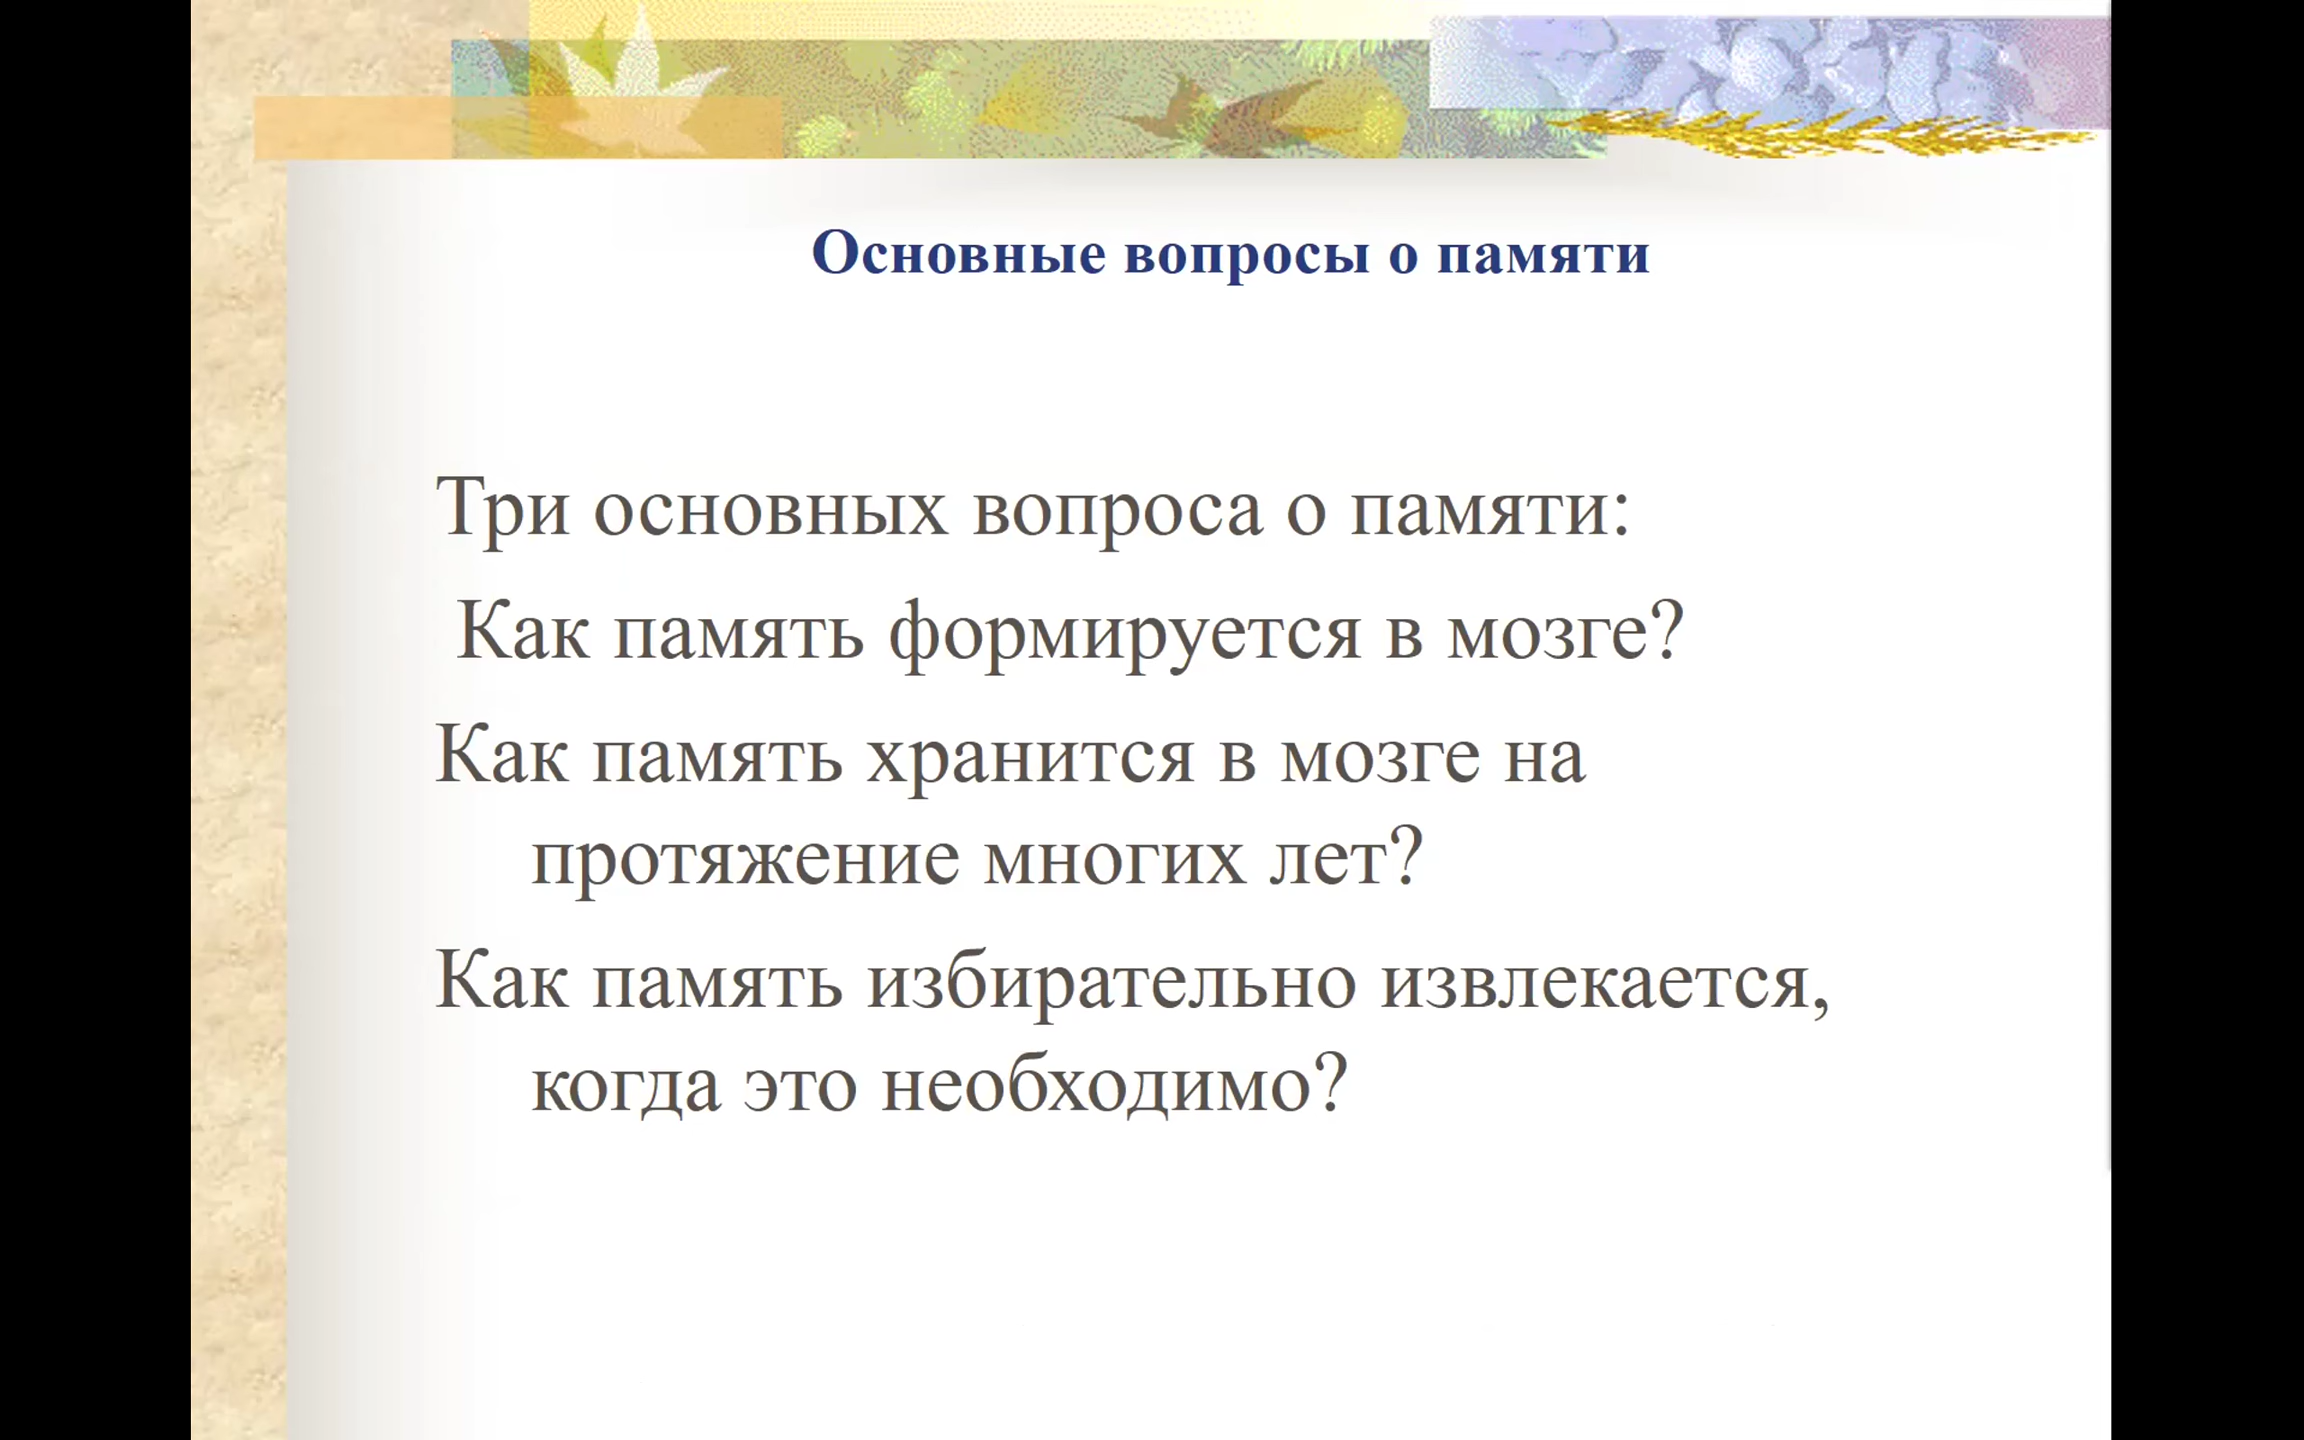 Основные вопросы о памяти
Три основных вопроса о памяти:
Как память формируется в мозге?
Как память хранится в мозге на
протяжение многих лет?
Как память избирательно извлекается,
когда это необходимо?